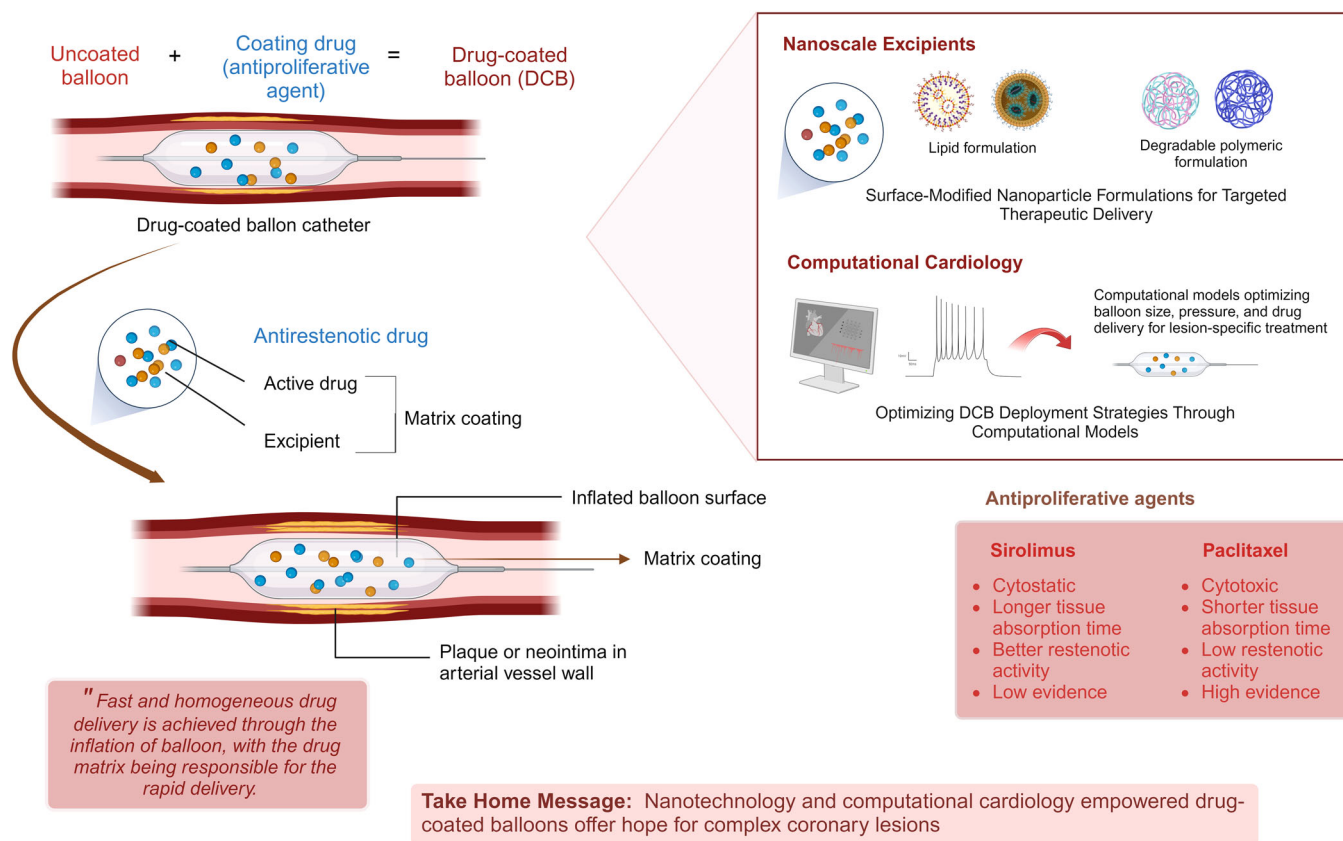 Uncoated
balloon
+
Coating drug
(antiproliferative
agent)
=
Drug-coated
balloon (DCB)
Drug-coated ballon catheter
Antirestenotic drug
Active drug
Excipient
Matrix coating
Inflated balloon surface
Matrix coating
Plaque or neointima in
arterial vessel wall
" Fast and homogeneous drug
delivery is achieved through the
inflation of balloon, with the drug
matrix being responsible for the
rapid delivery.
Nanoscale Excipients
Lipid formulation
Degradable polymeric
formulation
Surface-Modified Nanoparticle Formulations for Targeted
Therapeutic Delivery
Computational Cardiology
Computational models optimizing
balloon size, pressure, and drug
delivery for lesion-specific treatment
Optimizing DCB Deployment Strategies Through
Computational Models
Antiproliferative agents
Sirolimus
• Cytostatic
• Longer tissue
absorption time
• Better restenotic
activity
• Low evidence
Paclitaxel
• Cytotoxic
• Shorter tissue
absorption time
• Low restenotic
activity
• High evidence
Take Home Message: Nanotechnology and computational cardiology empowered drug-
coated balloons offer hope for complex coronary lesions